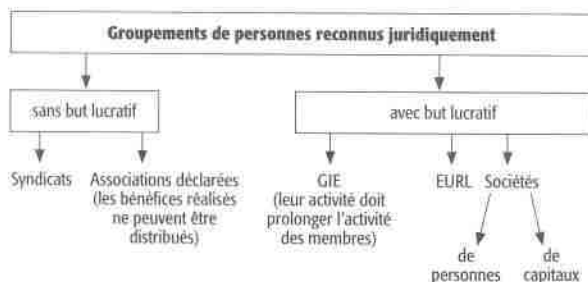 Groupements de personnes reconnus juridiquement
sans but lucratif
avec but lucratif
Syndicats
Associations déclarées
(les bénéfices réalisés
ne peuvent être
distribués)
GIE
(leur activité doit
prolonger l'activité
des membres)
EURL
Sociétés
de
personnes
de
capitaux